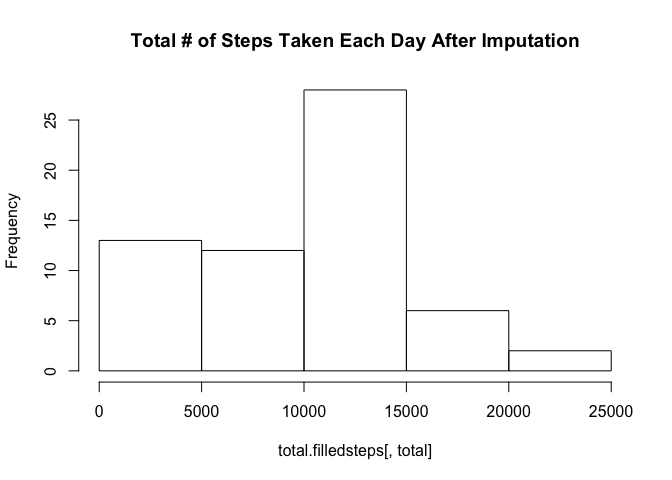 Total # of Steps Taken Each Day After Imputation
Frequency
25
20
15
10
5
0
0 5000 10000 15000 20000 25000
total.filledsteps[, total]